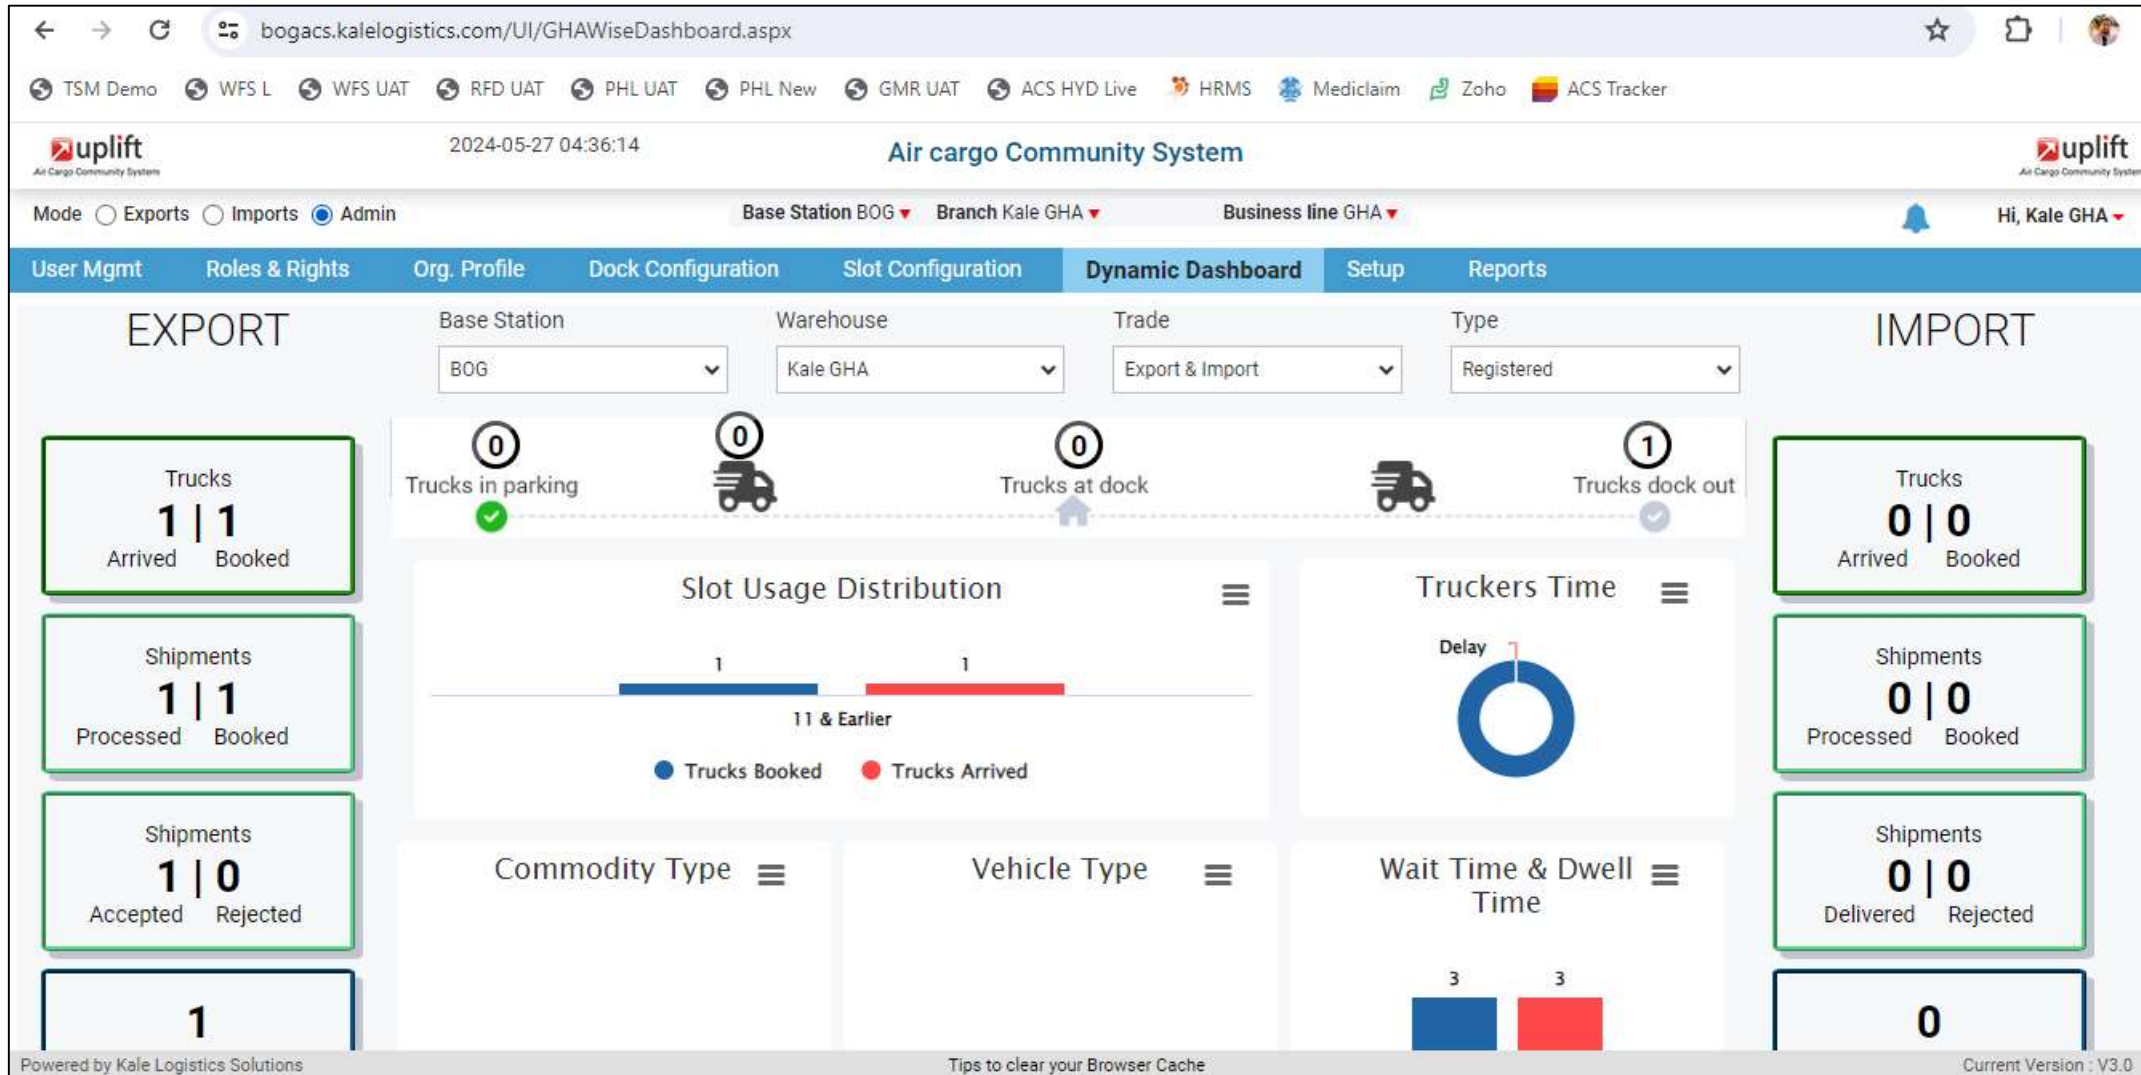 bogacs.kalelogistics.com/UI/GHAWiseDashboard.aspx
TSM Demo WFS L WFS UAT RFD UAT PHL UAT PHL New GMR UAT ACS HYD Live HRMS Mediclaim Zoho ACS Tracker
uplift
Air Cargo Community System
2024-05-27 04:36:14
Air cargo Community System
uplift
Air Cargo Community System
Mode Exports Imports Admin
Base Station BOG Branch Kale GHA Business line GHA
Hi, Kale GHA
User Mgmt Roles & Rights Org. Profile Dock Configuration Slot Configuration Dynamic Dashboard Setup Reports
EXPORT
Base Station Warehouse Trade Type
BOG Kale GHA Export & Import Registered
IMPORT
Trucks
1 | 1
Arrived Booked
Shipments
1 | 1
Processed Booked
Shipments
1 | 0
Accepted Rejected
1
0 0 0 1
Trucks in parking Trucks at dock Trucks dock out
Slot Usage Distribution
1 1
11 & Earlier
Trucks Booked Trucks Arrived
Truckers Time
Delay
Commodity Type
Vehicle Type
Wait Time & Dwell
Time
3 3
Trucks
0 | 0
Arrived Booked
Shipments
0 | 0
Processed Booked
Shipments
0 | 0
Delivered Rejected
0
Powered by Kale Logistics Solutions
Tips to clear your Browser Cache
Current Version : V3.0